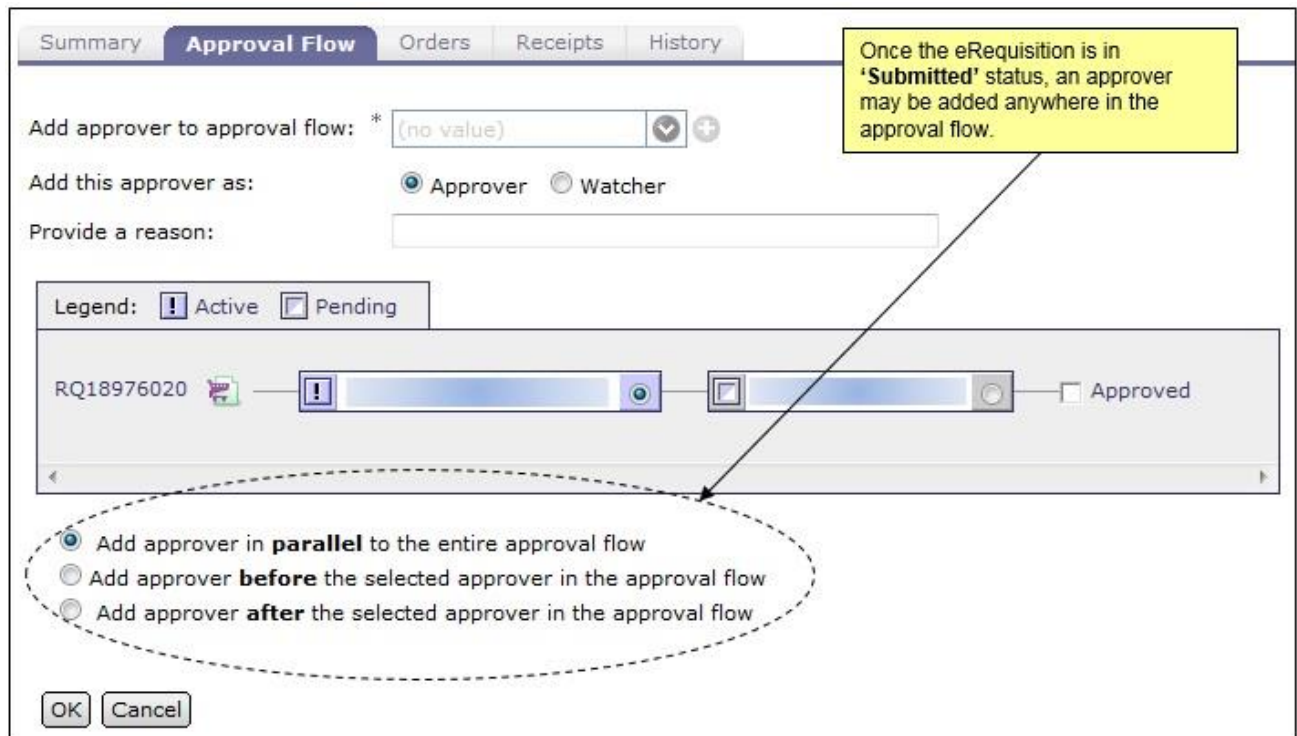 Summary Approval Flow Orders Receipts History
Once the eRequisition is in
‘Submitted’ status, an approver
may be added anywhere in the
approval flow.
Add approver to approval flow: * (no value)
Add this approver as: Approver Watcher
Provide a reason:
Legend: ! Active Pending
RQ18976020 ! Approved
Add approver in parallel to the entire approval flow
Add approver before the selected approver in the approval flow
Add approver after the selected approver in the approval flow
OK Cancel